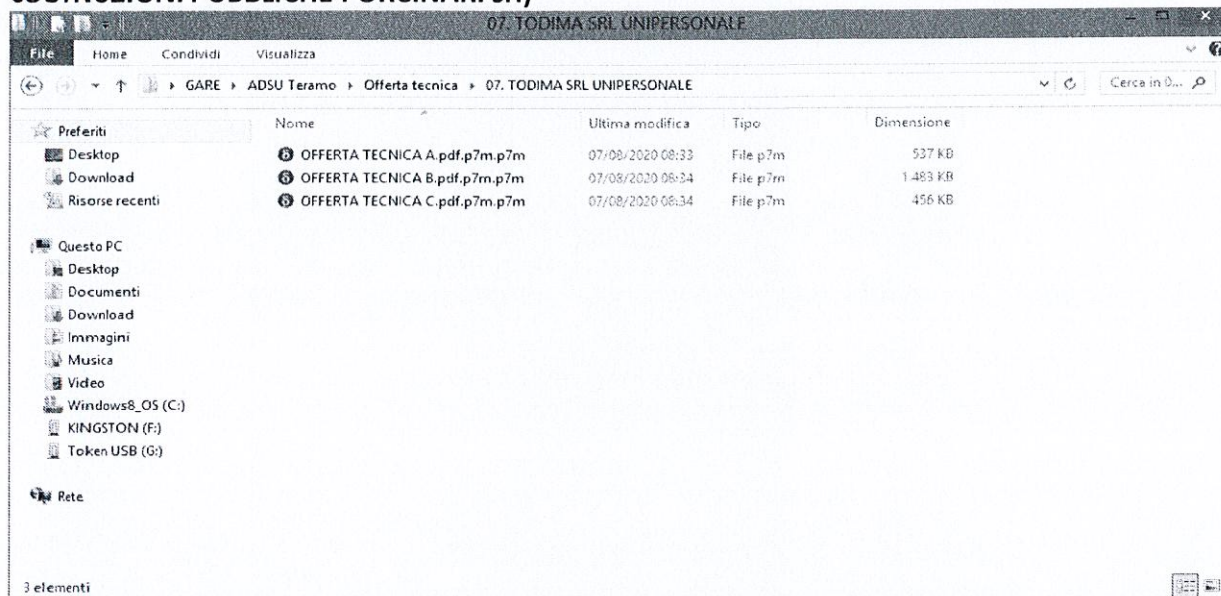 COSTRUZIONI PUBBLICHE PORCINARI srl)
07. TODIMA SRL UNIPERSONALE
File Home Condividi Visualizza
GARE ADSU Teramo Offerta tecnica 07. TODIMA SRL UNIPERSONALE Cerca in 0...
Preferiti Nome Ultima modifica Tipo Dimensione
Desktop OFFERTA TECNICA A.pdf.p7m.p7m 07/08/2020 08:33 File p7m 537 KB
Download OFFERTA TECNICA B.pdf.p7m.p7m 07/08/2020 08:34 File p7m 1.483 KB
Risorse recenti OFFERTA TECNICA C.pdf.p7m.p7m 07/08/2020 08:34 File p7m 456 KB
Questo PC
Desktop
Documenti
Download
Immagini
Musica
Video
Windows8_OS (C:)
KINGSTON (F:)
Token USB (G:)
Rete
3 elementi